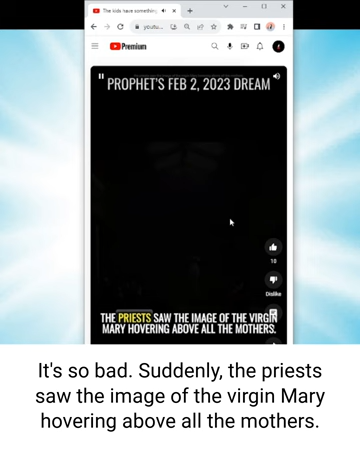 The kids have somethin
youtu...
Premium
PROPHET'S FEB 2, 2023 DREAM
10
Dislike
THE PRIESTS SAW THE IMAGE OF THE VIRGIN
MARY HOVERING ABOVE ALL THE MOTHERS.
It's so bad. Suddenly, the priests
saw the image of the virgin Mary
hovering above all the mothers.